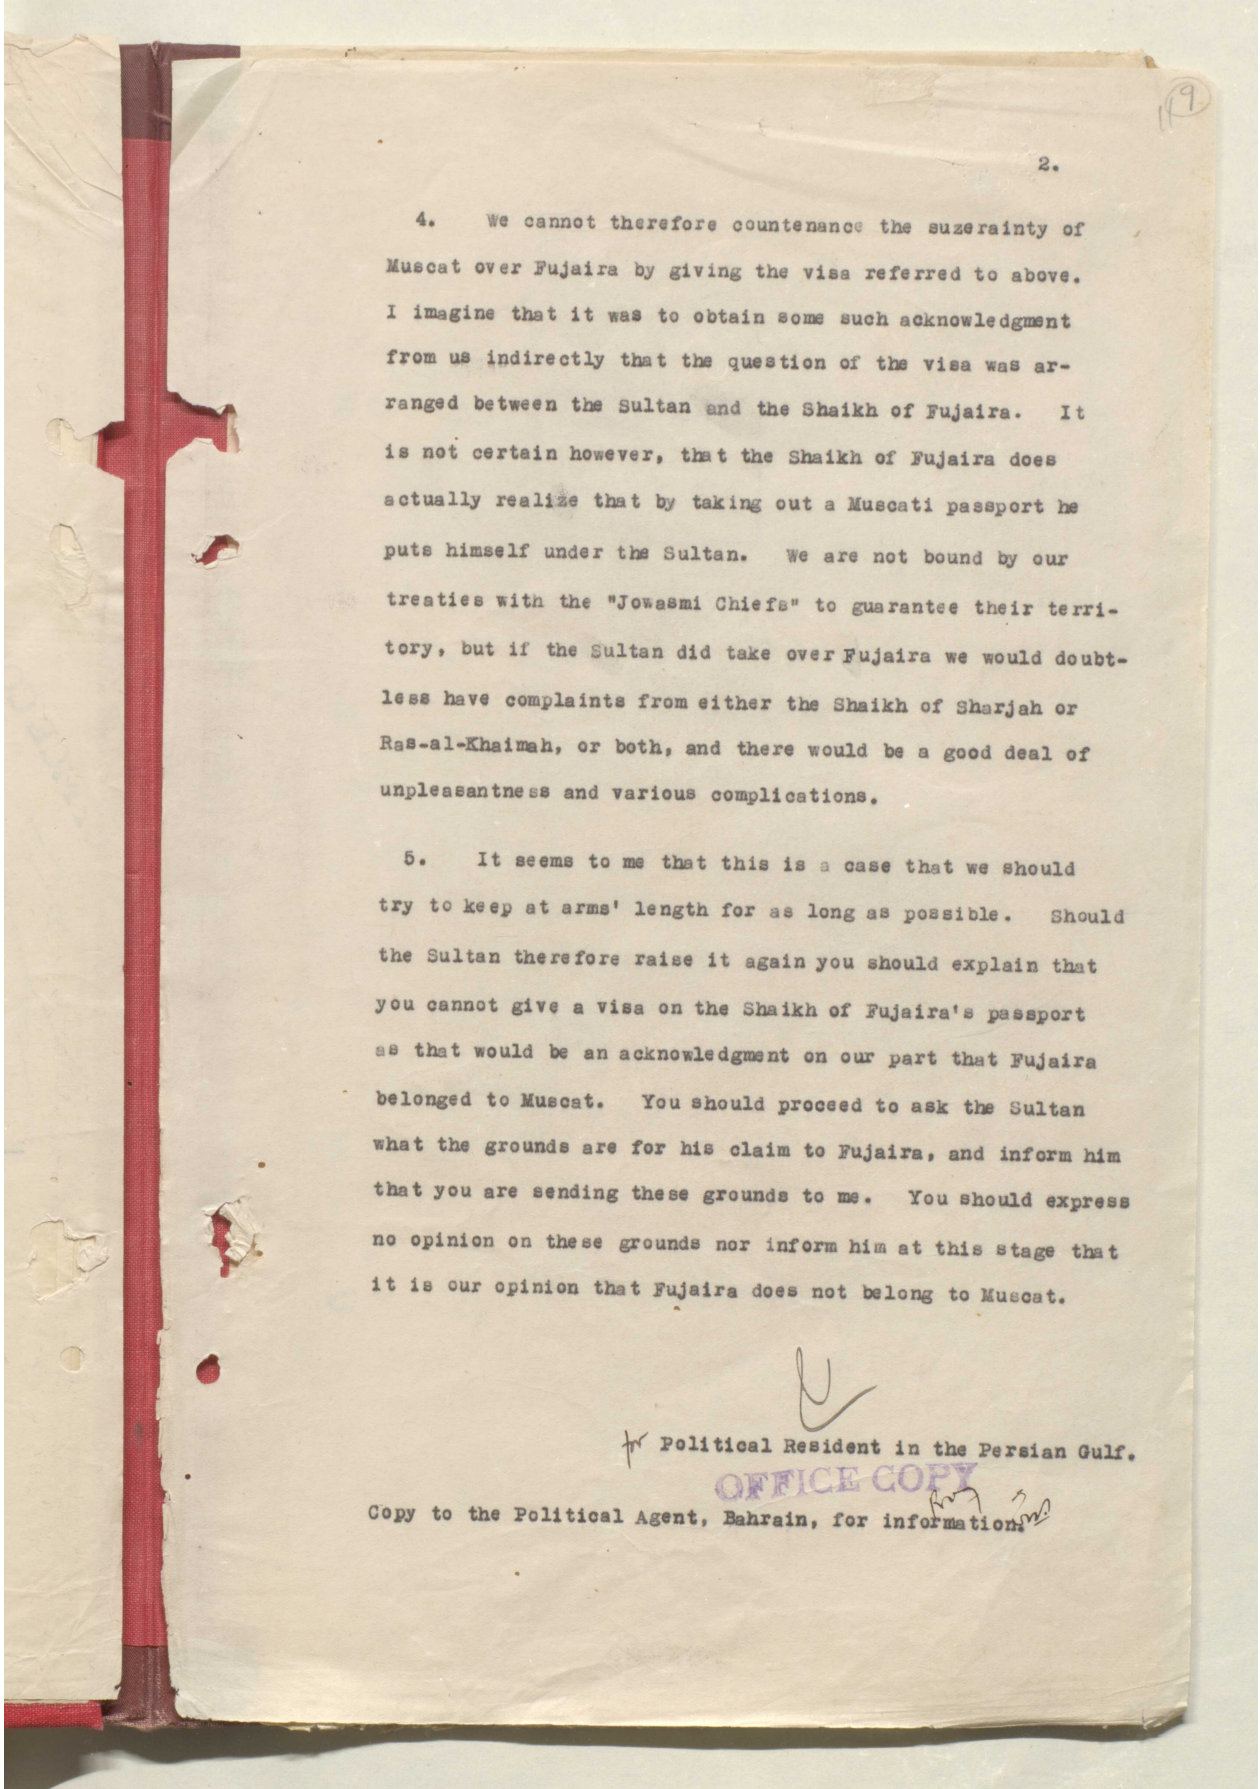 9
2.
4. We cannot therefore countenance the suzerainty of
Muscat over Fujaira by giving the visa referred to above.
I imagine that it was to obtain some such acknowledgment
from us indirectly that the question of the visa was ar-
ranged between the Sultan and the Shaikh of Fujaira. It
is not certain however, that the Shaikh of Fujaira does
actually realize that by taking out a Muscati passport he
puts himself under the Sultan. We are not bound by our
treaties with the "Jowasmi Chiefs" to guarantee their terri-
tory, but if the Sultan did take over Fujaira we would doubt-
less have complaints from either the Shaikh of Sharjah or
Ras-al-Khaimah, or both, and there would be a good deal of
unpleasantness and various complications.
5. It seems to me that this is a case that we should
try to keep at arms' length for as long as possible. Should
the Sultan therefore raise it again you should explain that
you cannot give a visa on the Shaikh of Fujaira's passport
as that would be an acknowledgment on our part that Fujaira
belonged to Muscat. You should proceed to ask the Sultan
what the grounds are for his claim to Fujaira, and inform him
that you are sending these grounds to me. You should express
no opinion on these grounds nor inform him at this stage that
it is our opinion that Fujaira does not belong to Muscat.
for Political Resident in the Persian Gulf.
OFFICE COPY
Copy to the Political Agent, Bahrain, for information.